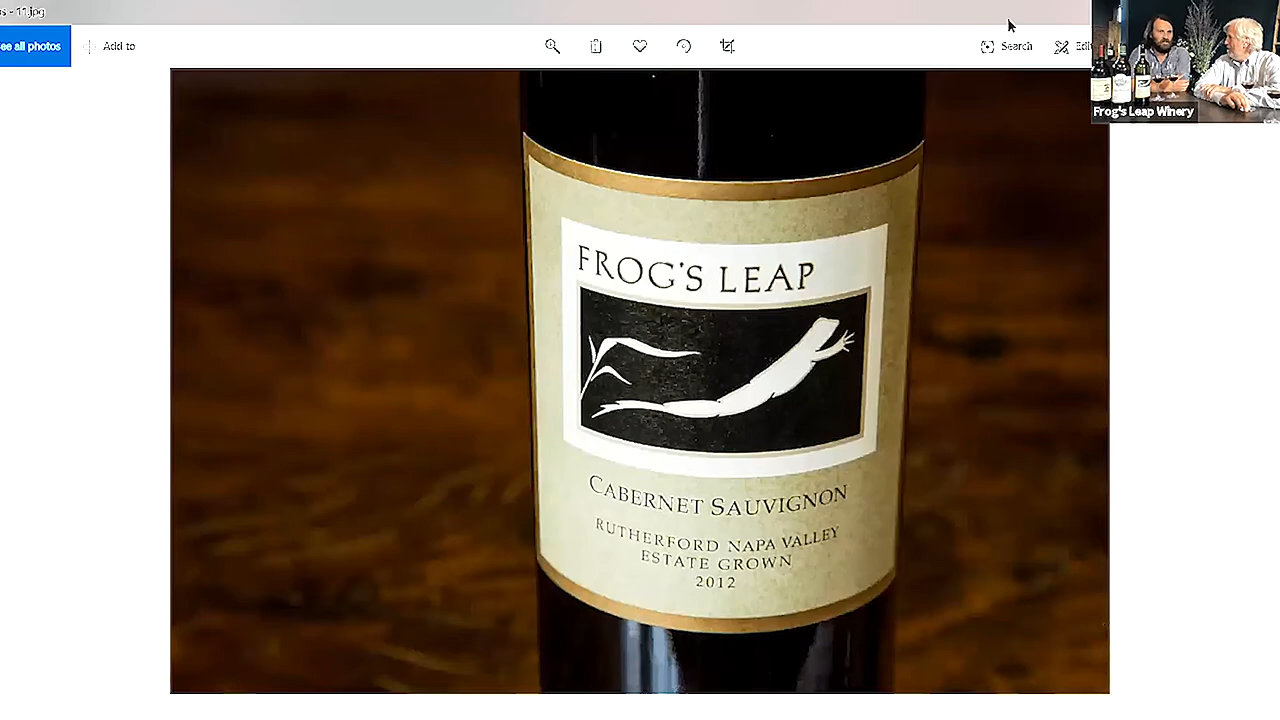 11.jpg
ee all photos
Add to
Search
Edi
Frog's Leap Winery
FROG'S LEAP
CABERNET SAUVIGNON
RUTHERFORD NAPA VALLEY
ESTATE GROWN
2012